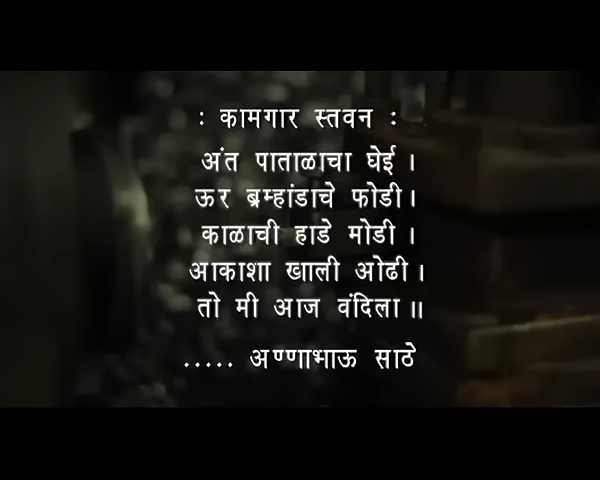 : कामगार स्तवन :
अंत पाताळाचा घेई ।
ऊर ब्रम्हांडाचे फोडी।
काळाची हाडे मोडी ।
आकाशा खाली ओढी ।
तो मी आज वंदिला ॥
..... अण्णाभाऊ साठे